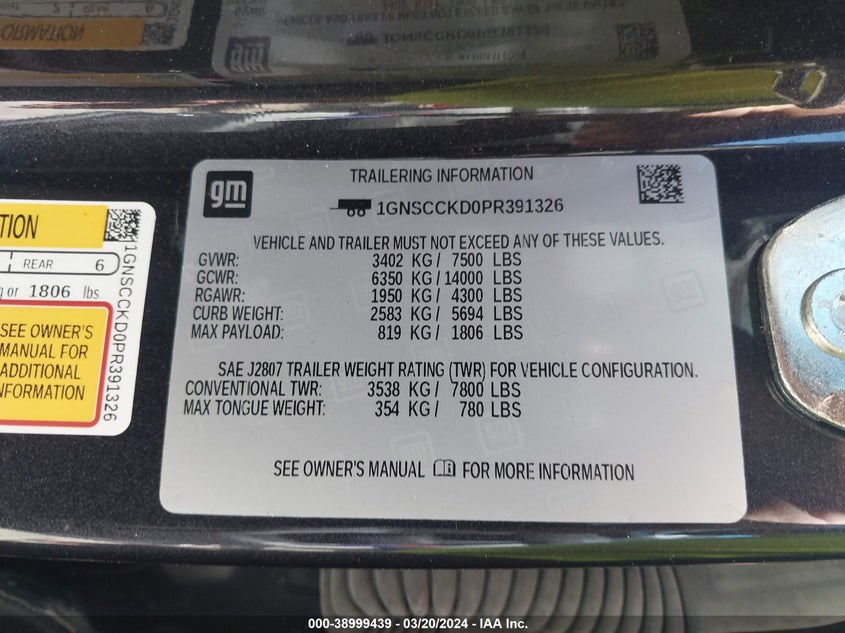 gm
TRAILERING INFORMATION
1GNSCCKD0PR391326
VEHICLE AND TRAILER MUST NOT EXCEED ANY OF THESE VALUES.
GVWR: 3402 KG / 7500 LBS
GCWR: 6350 KG / 14000 LBS
RGAWR: 1950 KG / 4300 LBS
CURB WEIGHT: 2583 KG / 5694 LBS
MAX PAYLOAD: 819 KG / 1806 LBS
SAE J2807 TRAILER WEIGHT RATING (TWR) FOR VEHICLE CONFIGURATION.
CONVENTIONAL TWR: 3538 KG / 7800 LBS
MAX TONGUE WEIGHT: 354 KG / 780 LBS
SEE OWNER'S MANUAL FOR MORE INFORMATION
REAR 6
or 1806 lbs
SEE OWNER'S
MANUAL FOR
ADDITIONAL
INFORMATION
1GNSCCKD0PR391326
000-38999439 - 03/20/2024 - IAA Inc.